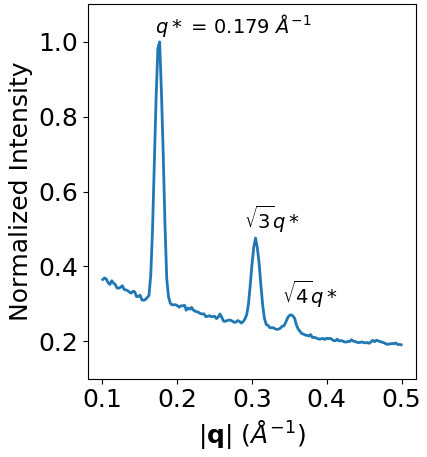 q* = 0.179 Å⁻¹
1.0
0.8
0.6
0.4
0.2
Normalized Intensity
√3q*
√4q*
0.1 0.2 0.3 0.4 0.5
|q| (Å⁻¹)